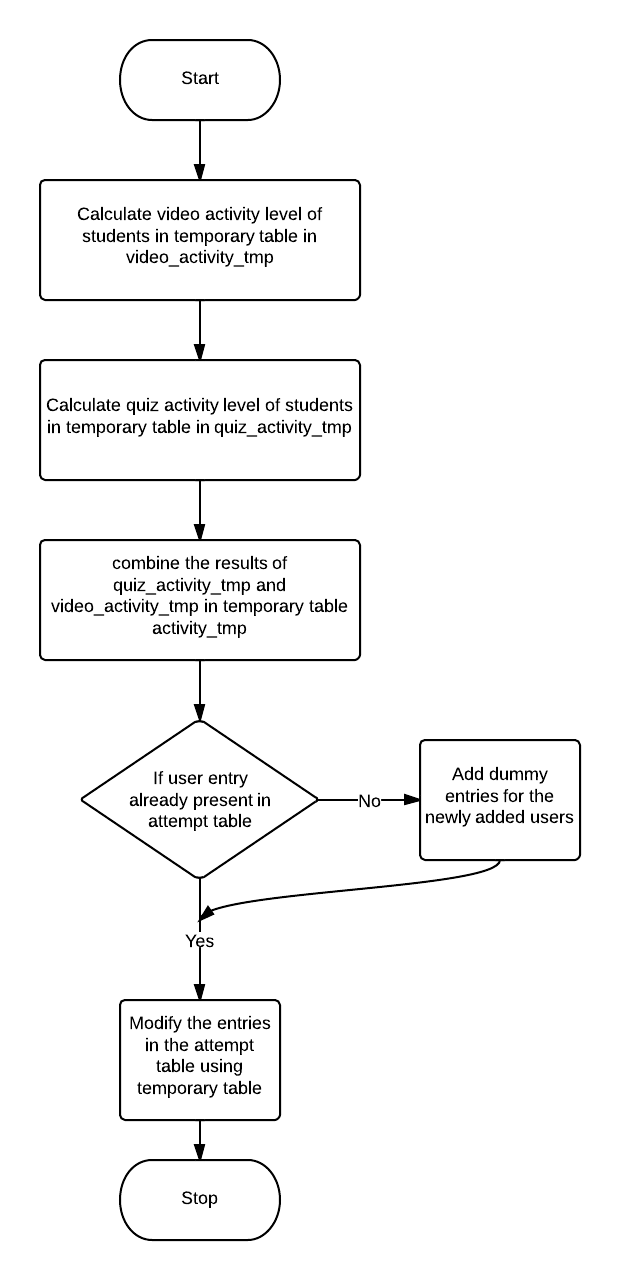 Start
Calculate video activity level of
students in temporary table in
video_activity_tmp
Calculate quiz activity level of students
in temporary table in quiz_activity_tmp
combine the results of
quiz_activity_tmp and
video_activity_tmp in temporary table
activity_tmp
If user entry
already present in
attempt table
No
Add dummy
entries for the
newly added users
Yes
Modify the entries
in the attempt
table using
temporary table
Stop